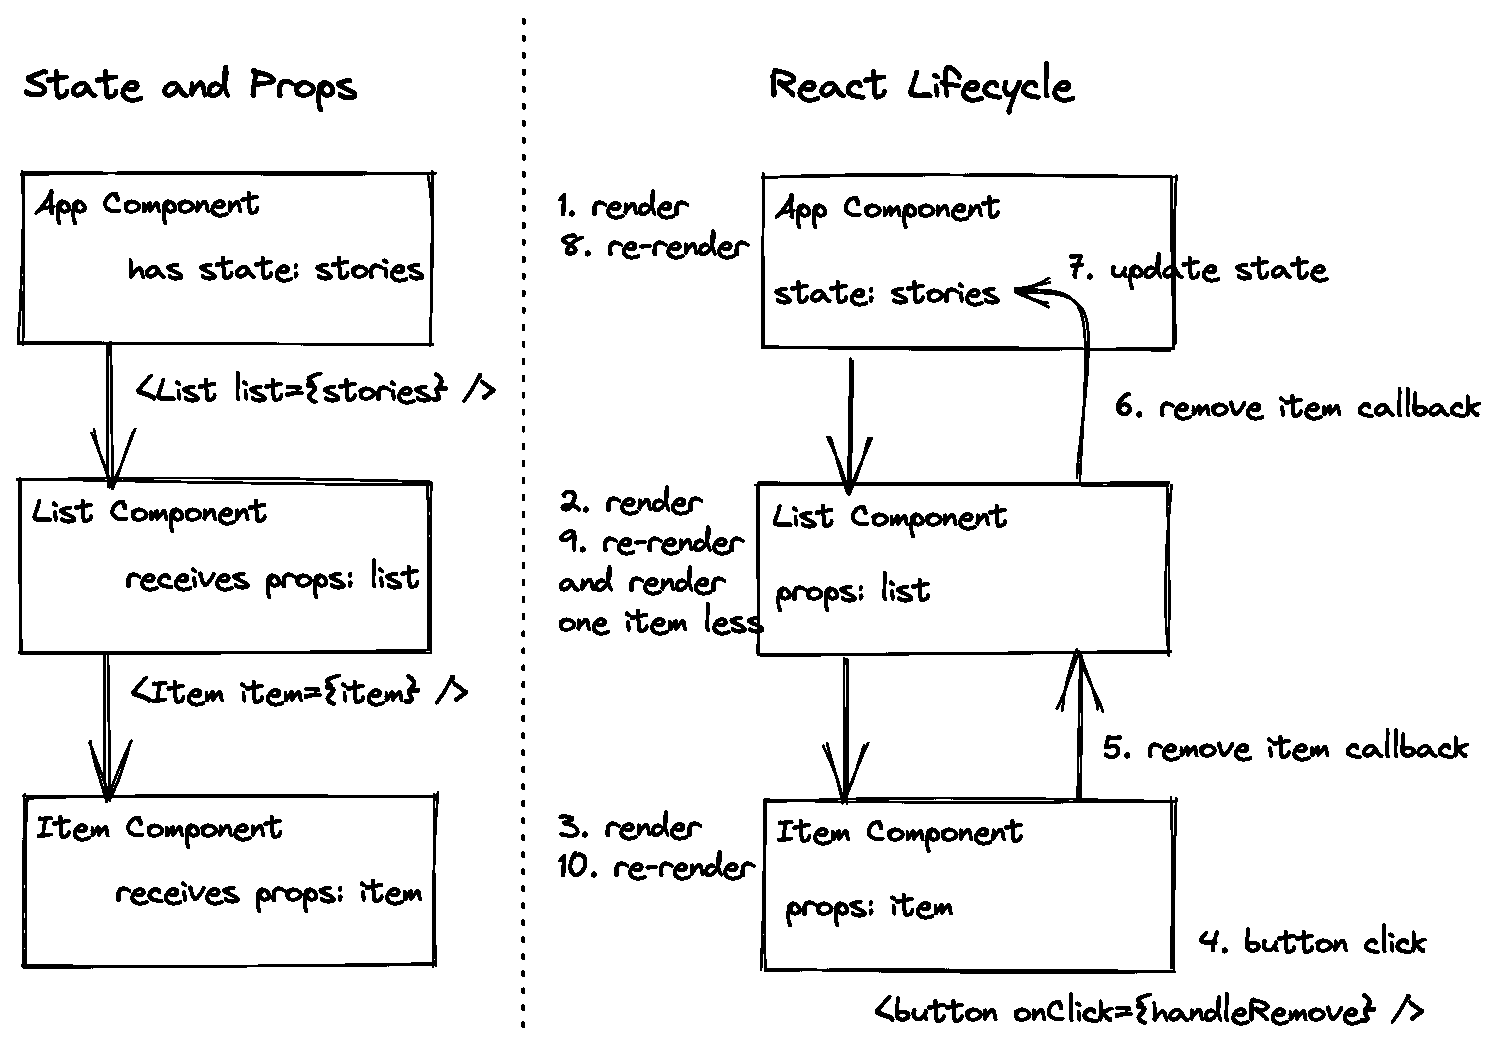 State and Props
App Component
has state: stories
<List list={stories} />
List Component
receives props: list
<Item item={item} />
Item Component
receives props: item
React Lifecycle
1. render
8. re-render
App Component
7. update state
state: stories
6. remove item callback
2. render
9. re-render
and render
one item less
List Component
props: list
5. remove item callback
3. render
10. re-render
Item Component
props: item
4. button click
<button onClick={handleRemove} />